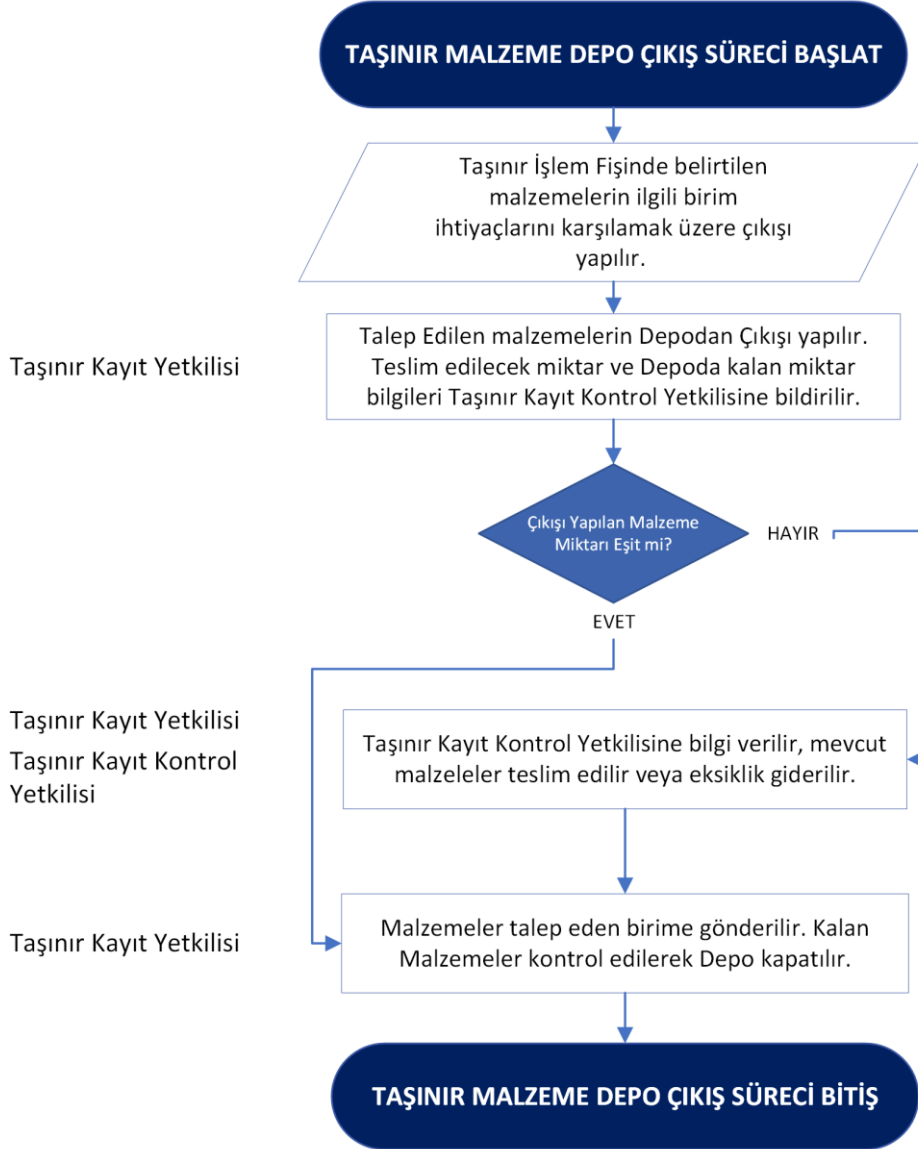 TAŞINIR MALZEME DEPO ÇIKIŞ SÜRECİ BAŞLAT
Taşınır İşlem Fişinde belirtilen
malzemelerin ilgili birim
ihtiyaçlarını karşılamak üzere çıkışı
yapılır.
Taşınır Kayıt Yetkilisi
Talep Edilen malzemelerin Depodan Çıkışı yapılır.
Teslim edilecek miktar ve Depoda kalan miktar
bilgileri Taşınır Kayıt Kontrol Yetkilisine bildirilir.
Çıkışı Yapılan Malzeme
Miktarı Eşit mi?
HAYIR
EVET
Taşınır Kayıt Yetkilisi
Taşınır Kayıt Kontrol
Yetkilisi
Taşınır Kayıt Kontrol Yetkilisine bilgi verilir, mevcut
malzeleler teslim edilir veya eksiklik giderilir.
Taşınır Kayıt Yetkilisi
Malzemeler talep eden birime gönderilir. Kalan
Malzemeler kontrol edilerek Depo kapatılır.
TAŞINIR MALZEME DEPO ÇIKIŞ SÜRECİ BİTİŞ